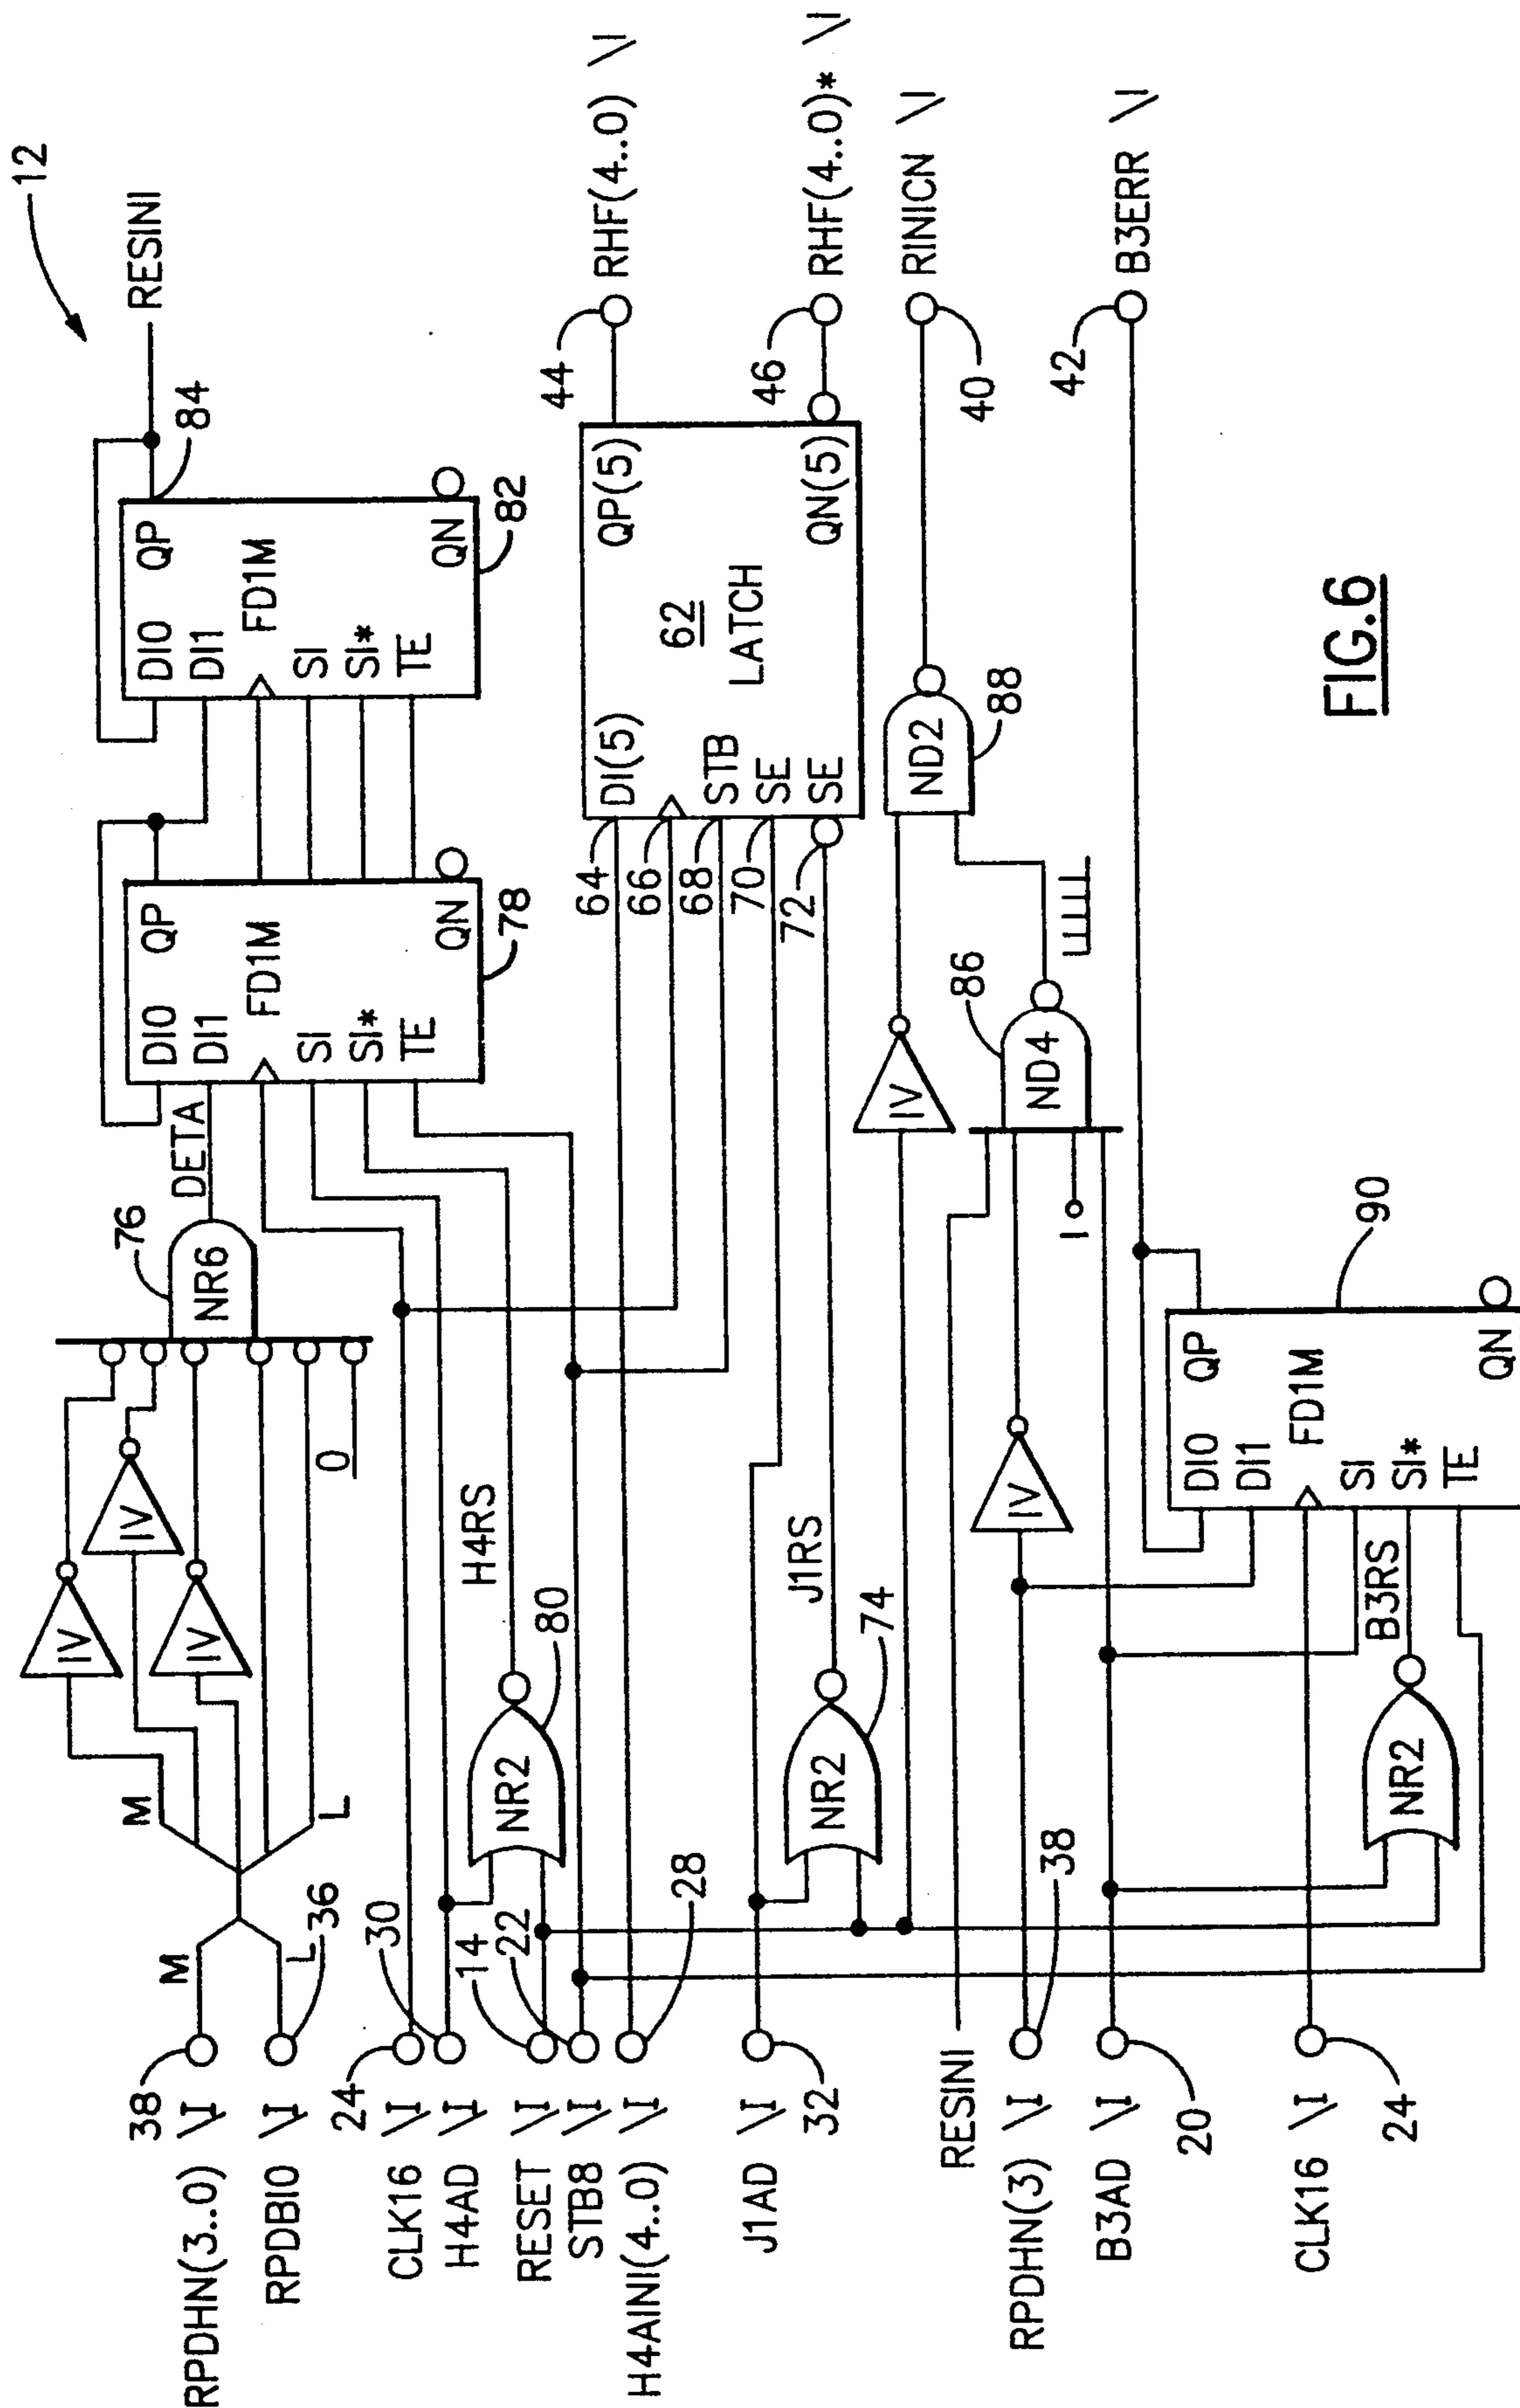 12
RESINI
38 RPDHN(3..0) \I
M
M
RPDBI0 \I
L
36
L
IV
IV
IV
0
76
NR6
DETA
DI0
DI1
QP
FD1M
SI
SI*
TE
QN
78
DI0
DI1
QP
FD1M
SI
SI*
TE
QN
82
84
24
CLK16 \I
30
H4AD \I
14
RESET \I
22
STB8 \I
H4AINI(4..0) \I
28
NR2
80
H4RS
64
66
68
70
72
DI(5)
STB
SE
SE
62
LATCH
QP(5)
QN(5)
44
RHF(4..0) \I
46
RHF(4..0)* \I
J1AD \I
32
NR2
74
J1RS
IV
ND2
88
40
RINICN \I
RESINI
RPDHN(3) \I
38
IV
1
86
ND4
B3AD \I
20
42
B3ERR \I
CLK16 \I
24
NR2
B3RS
DI0
DI1
QP
FD1M
SI
SI*
TE
QN
90
FIG.6